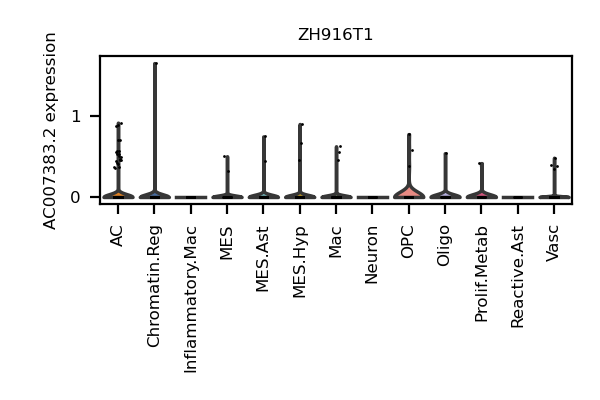 ZH916T1
AC007383.2 expression
1
0
AC
Chromatin.Reg
Inflammatory.Mac
MES
MES.Ast
MES.Hyp
Mac
Neuron
OPC
Oligo
Prolif.Metab
Reactive.Ast
Vasc